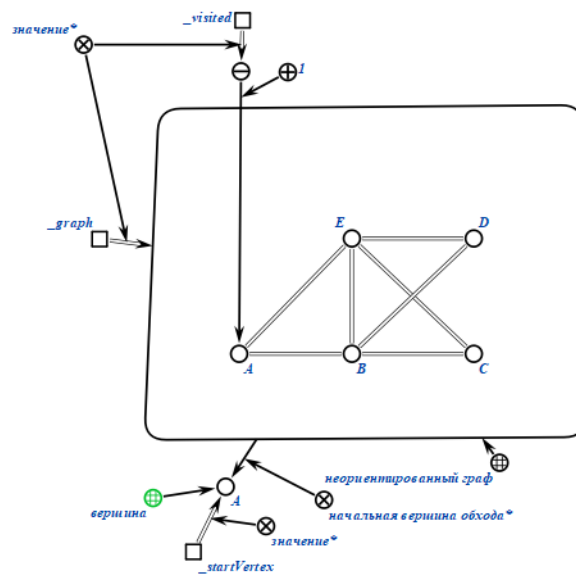 _visited
значение*
1
_graph
E
D
A
B
C
неориентированный граф
вершина
A
начальная вершина обхода*
значение*
_startVertex